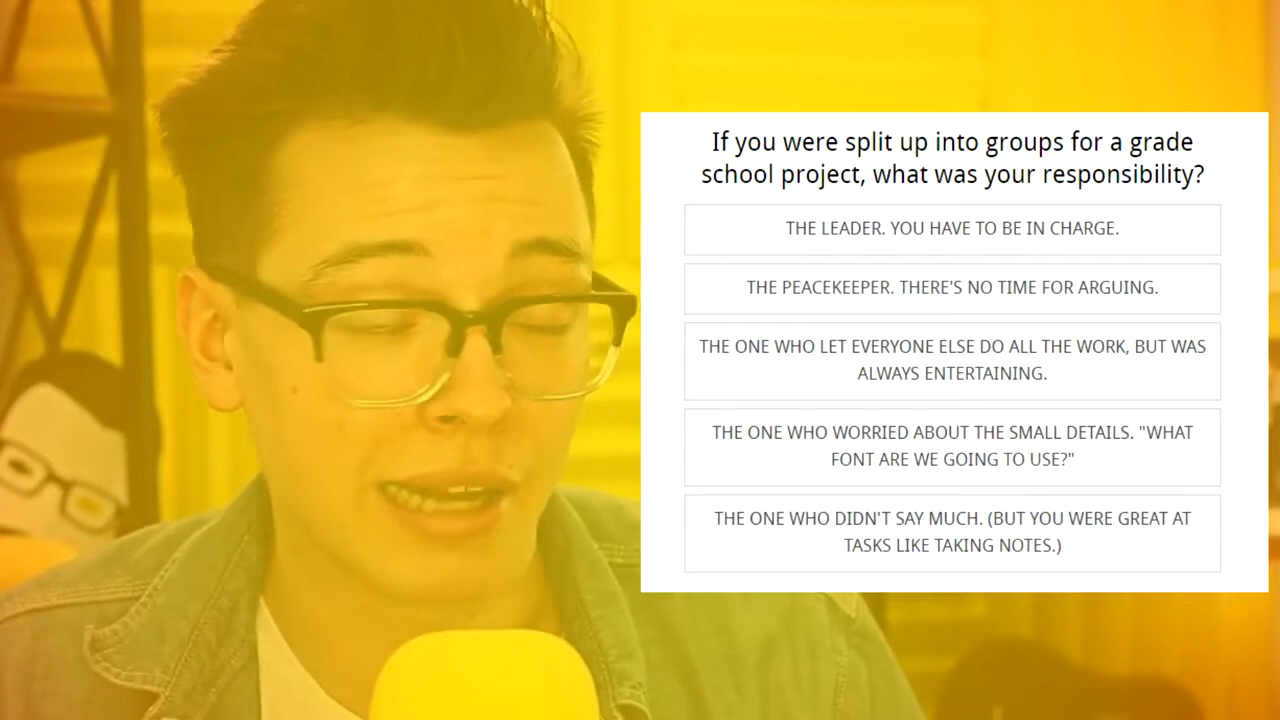 If you were split up into groups for a grade
school project, what was your responsibility?
THE LEADER. YOU HAVE TO BE IN CHARGE.
THE PEACEKEEPER. THERE'S NO TIME FOR ARGUING.
THE ONE WHO LET EVERYONE ELSE DO ALL THE WORK, BUT WAS
ALWAYS ENTERTAINING.
THE ONE WHO WORRIED ABOUT THE SMALL DETAILS. "WHAT
FONT ARE WE GOING TO USE?"
THE ONE WHO DIDN'T SAY MUCH. (BUT YOU WERE GREAT AT
TASKS LIKE TAKING NOTES.)